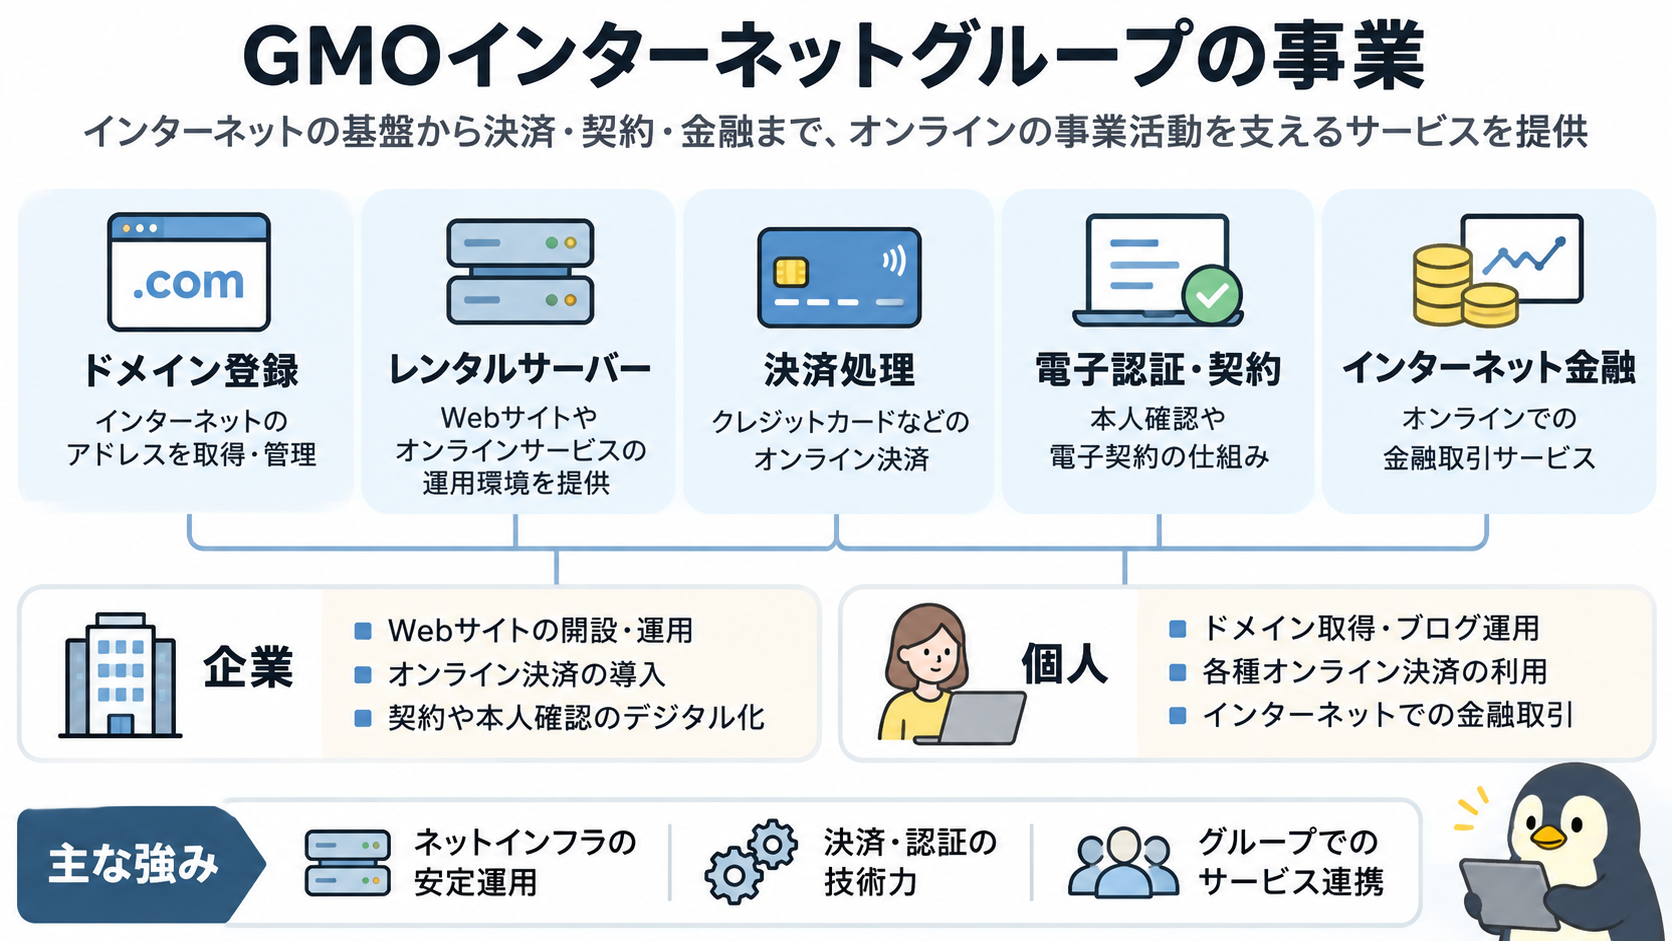 GMOインターネットグループの事業
インターネットの基盤から決済・契約・金融まで、オンラインの事業活動を支えるサービスを提供
.com
ドメイン登録
インターネットの
アドレスを取得・管理
レンタルサーバー
Webサイトや
オンラインサービスの
運用環境を提供
決済処理
クレジットカードなどの
オンライン決済
電子認証・契約
本人確認や
電子契約の仕組み
インターネット金融
オンラインでの
金融取引サービス
企業
Webサイトの開設・運用
オンライン決済の導入
契約や本人確認のデジタル化
個人
ドメイン取得・ブログ運用
各種オンライン決済の利用
インターネットでの金融取引
主な強み
ネットインフラの
安定運用
決済・認証の
技術力
グループでの
サービス連携